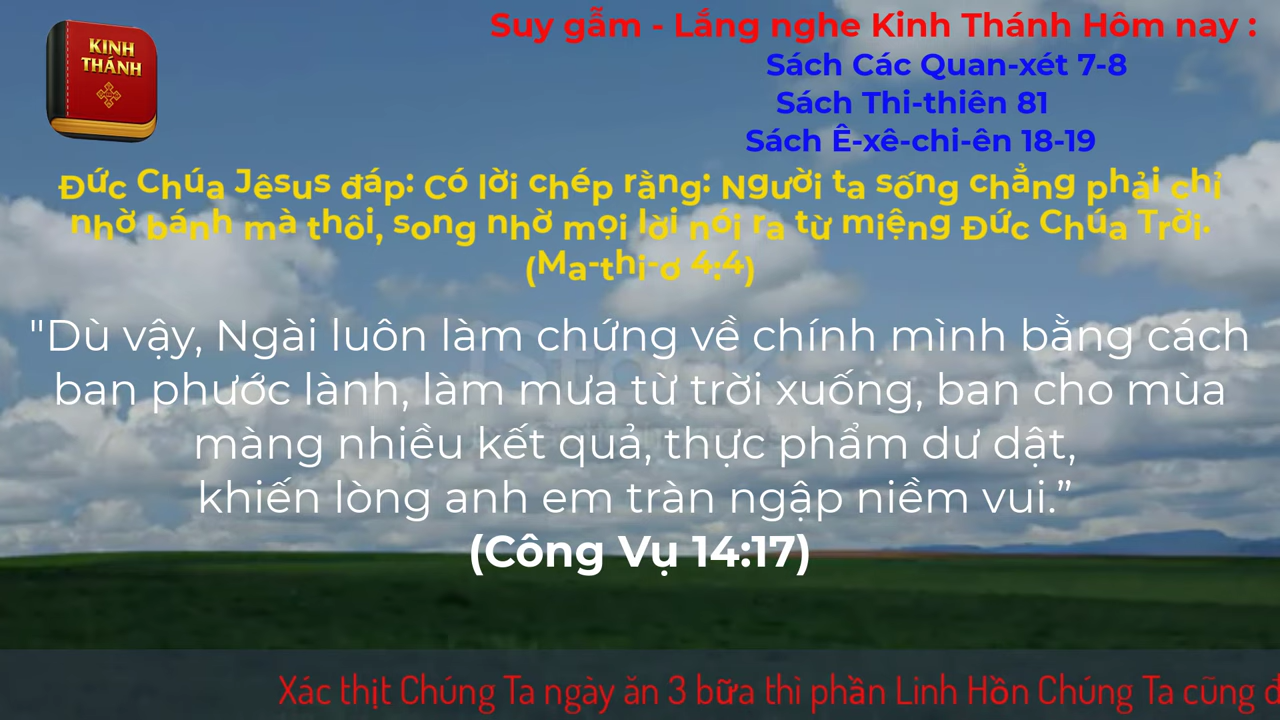 KINH
THÁNH
Suy gẫm - Lắng nghe Kinh Thánh Hôm nay :
Sách Các Quan-xét 7-8
Sách Thi-thiên 81
Sách Ê-xê-chi-ên 18-19
Đức Chúa Jêsus đáp: Có lời chép rằng: Người ta sống chẳng phải chỉ
nhờ bánh mà thôi, song nhờ mọi lời nói ra từ miệng Đức Chúa Trời.
(Ma-thi-ơ 4:4)
"Dù vậy, Ngài luôn làm chứng về chính mình bằng cách
ban phước lành, làm mưa từ trời xuống, ban cho mùa
màng nhiều kết quả, thực phẩm dư dật,
khiến lòng anh em tràn ngập niềm vui.”
(Công Vụ 14:17)
Xác thịt Chúng Ta ngày ăn 3 bữa thì phần Linh Hồn Chúng Ta cũng